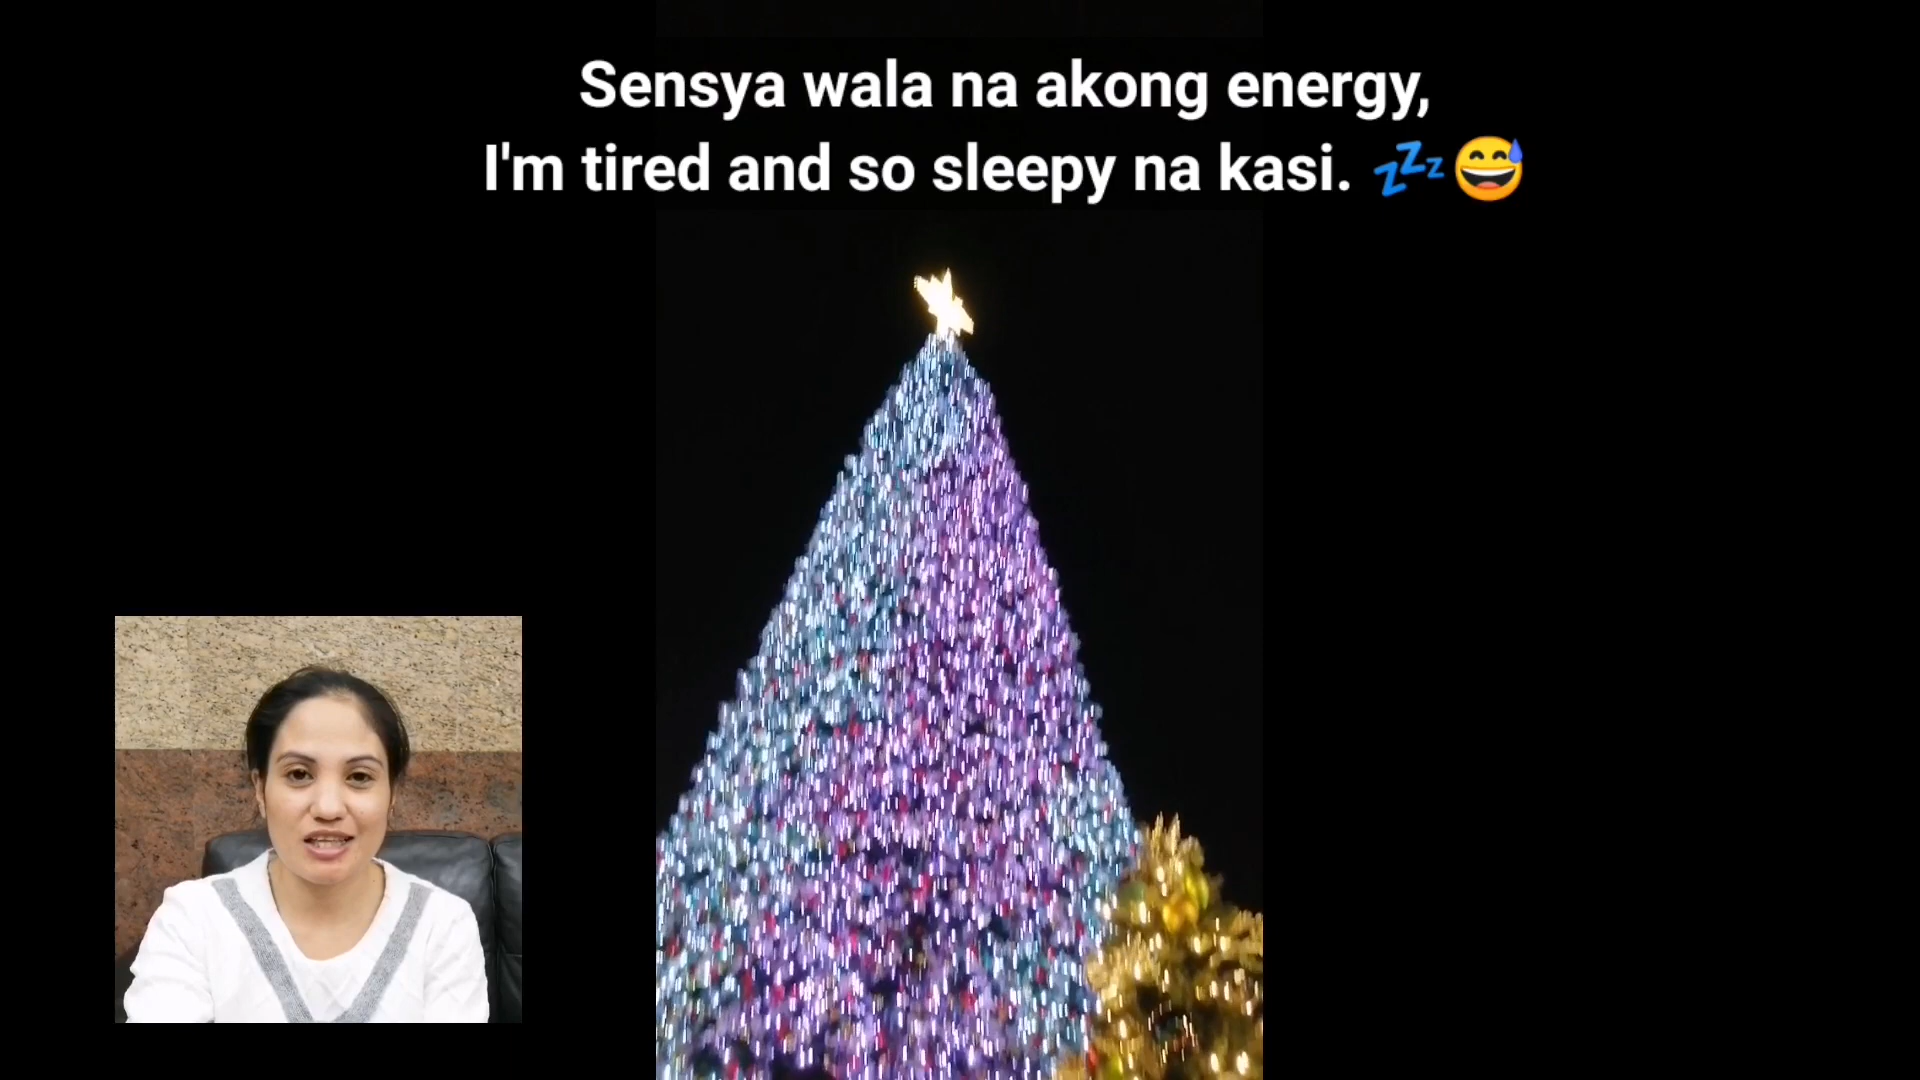 Sensya wala na akong energy,
I'm tired and so sleepy na kasi. 💤😅